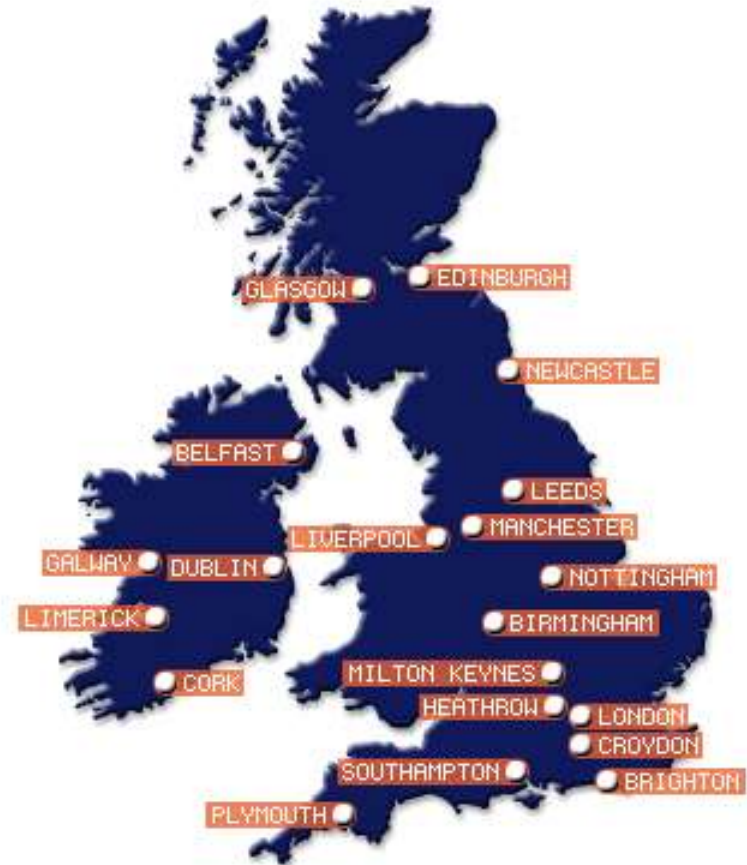 EDINBURGH
GLASGOW
NEWCASTLE
BELFAST
LEEDS
MANCHESTER
LIVERPOOL
GALWAY
DUBLIN
NOTTINGHAM
LIMERICK
BIRMINGHAM
MILTON KEYNES
CORK
HEATHROW
LONDON
CROYDON
SOUTHAMPTON
BRIGHTON
PLYMOUTH